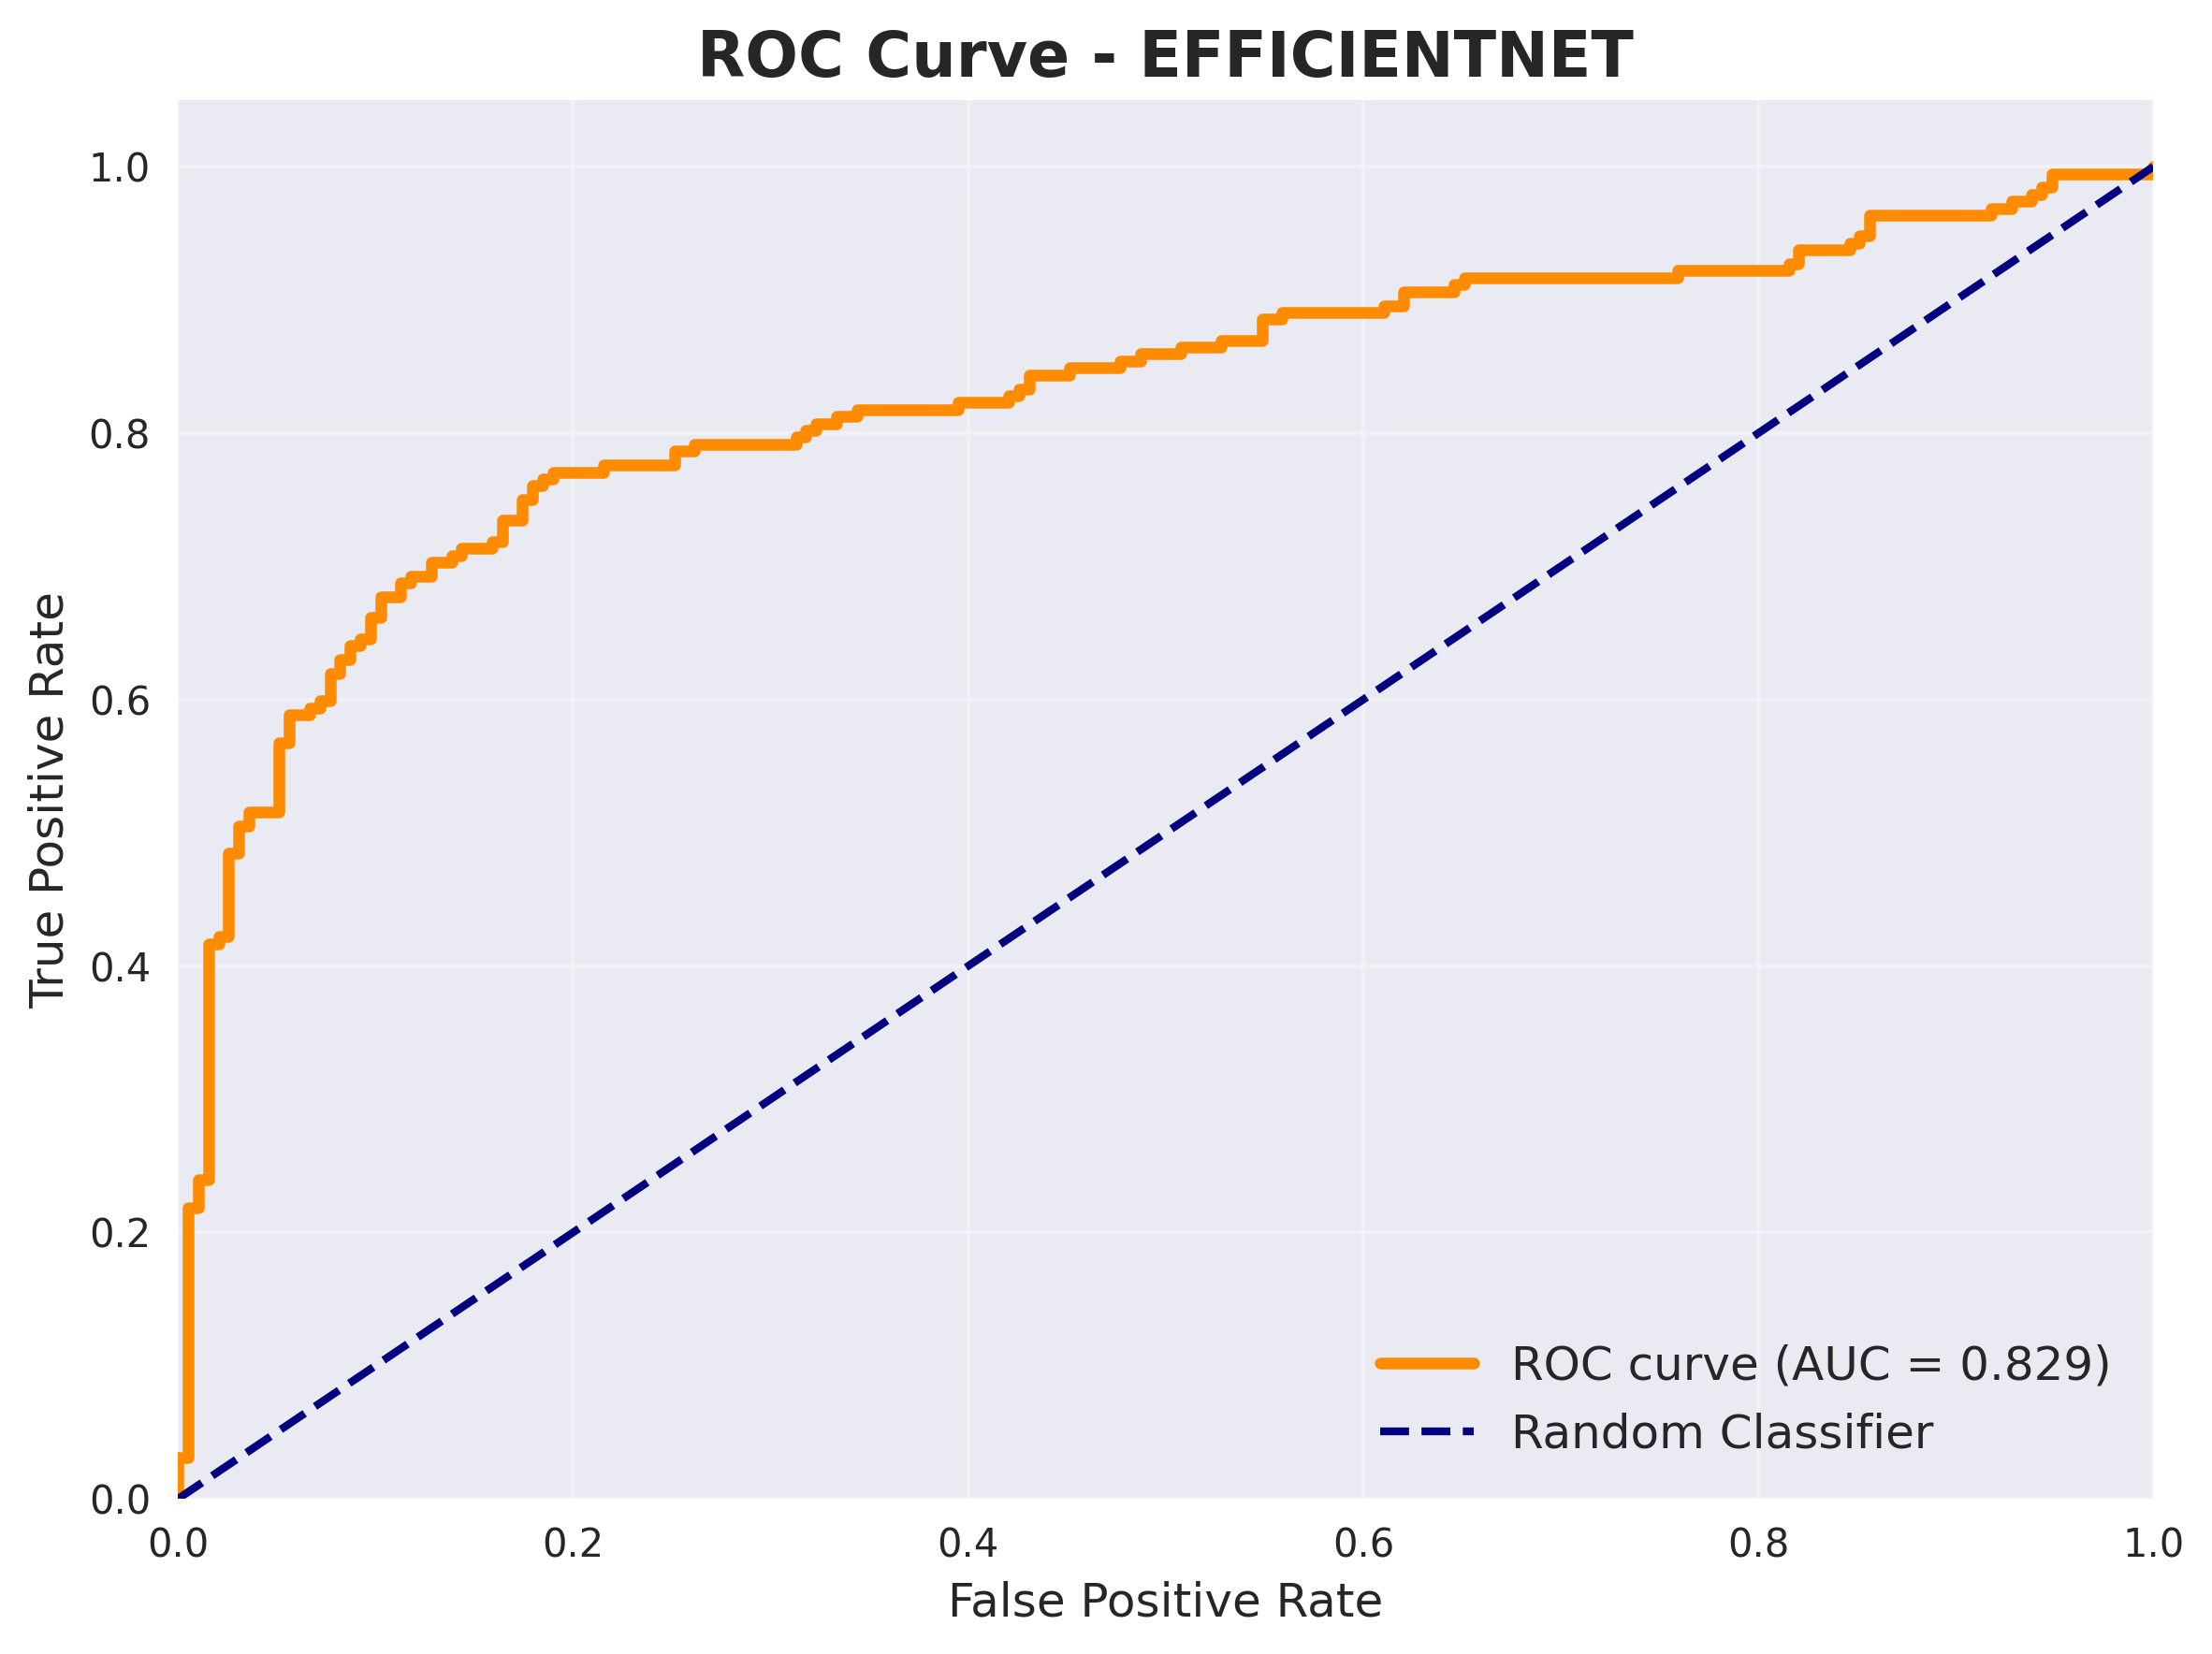 ROC Curve - EFFICIENTNET
True Positive Rate
1.0
0.8
0.6
0.4
0.2
0.0
ROC curve (AUC = 0.829)
Random Classifier
0.0 0.2 0.4 0.6 0.8 1.0
False Positive Rate